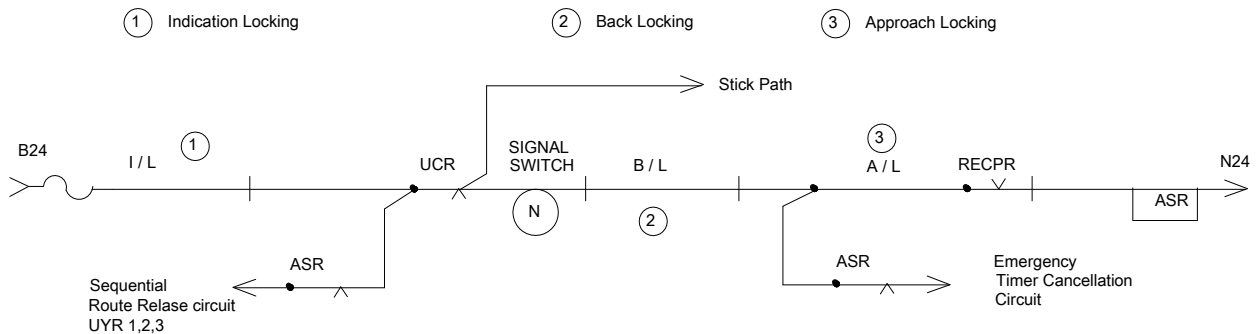 1 Indication Locking
2 Back Locking
3 Approach Locking
Stick Path
B24
I / L
1
UCR
SIGNAL
SWITCH
N
B / L
2
3
A / L
RECPR
N24
ASR
ASR
Sequential
Route Relase circuit
UYR 1,2,3
ASR
Emergency
Timer Cancellation
Circuit